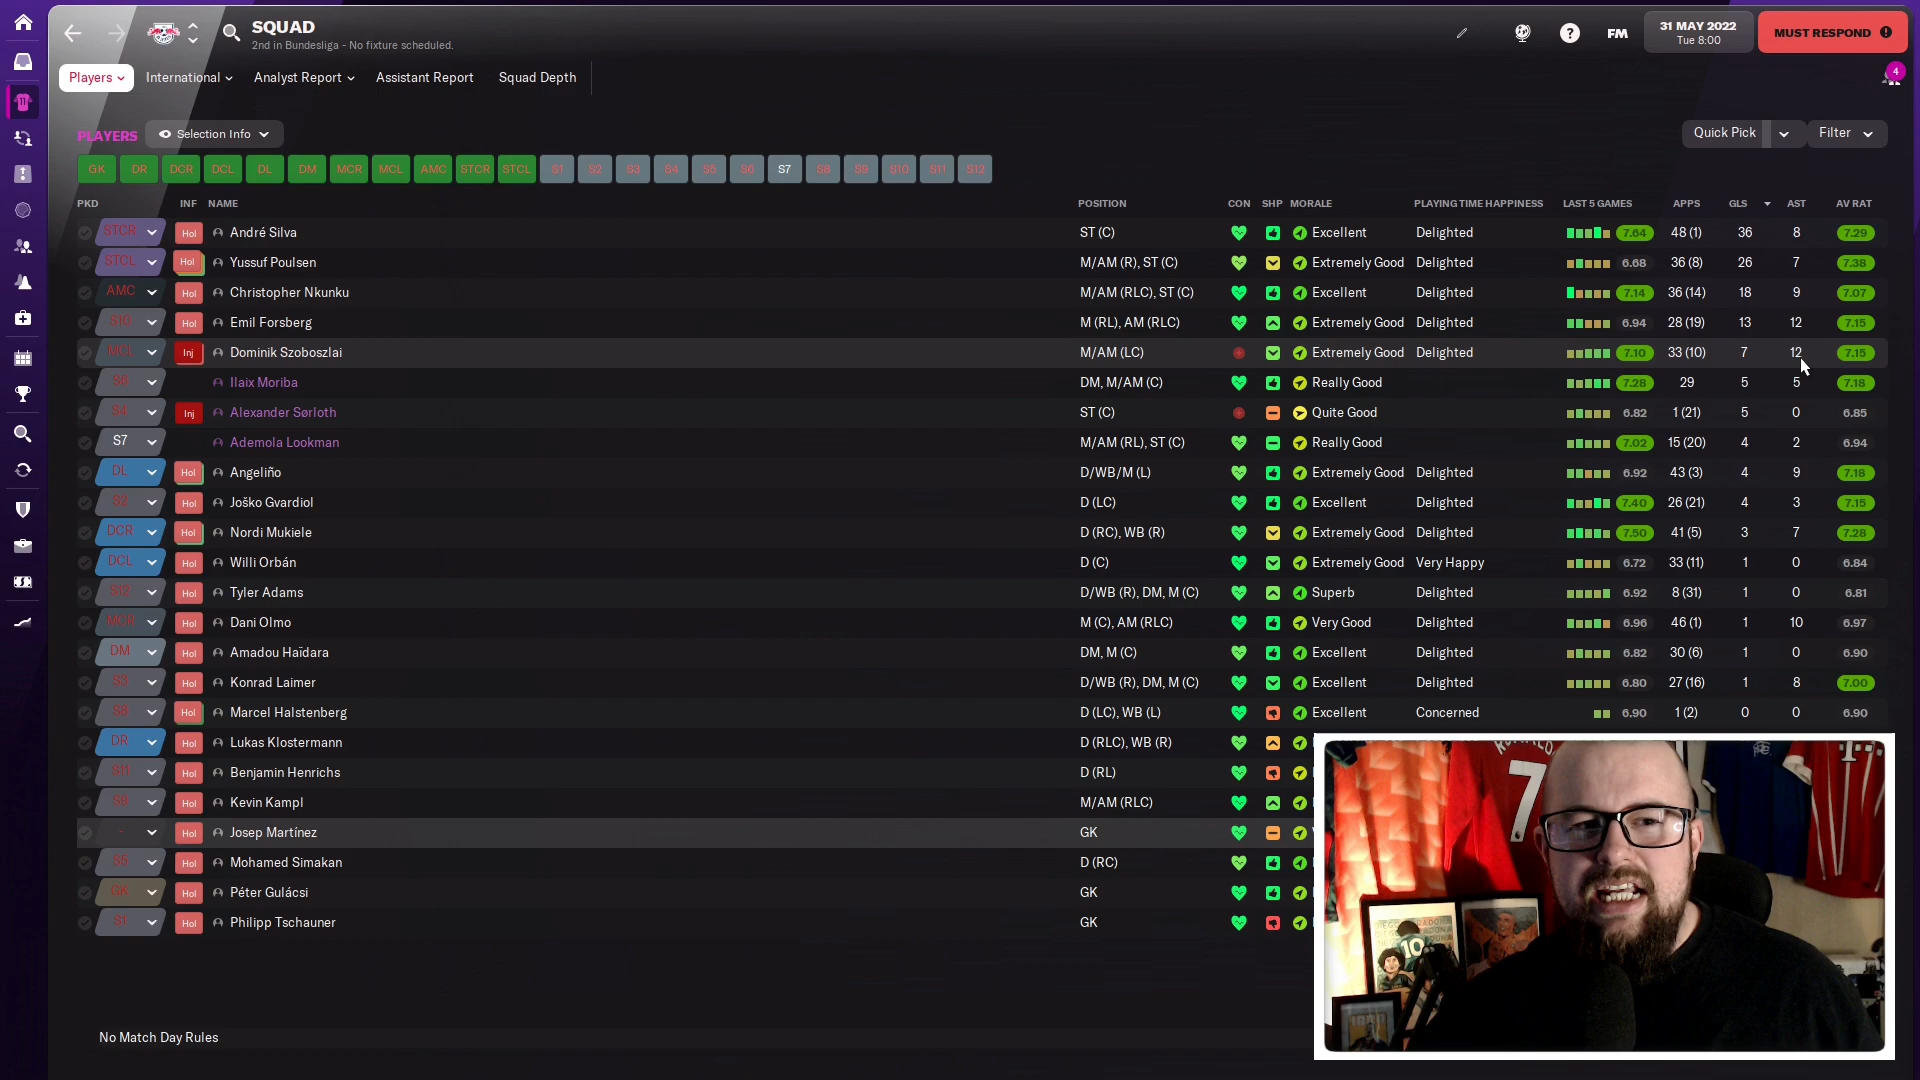 SQUAD
2nd in Bundesliga - No fixture scheduled.
FM
31 MAY 2022
Tue 8:00
MUST RESPOND
Players International Analyst Report Assistant Report Squad Depth
4
PLAYERS Selection Info
Quick Pick Filter
GK DR DCR DCL DL DM MCR MCL AMC STCR STCL S1 S2 S3 S4 S5 S6 S7 S8 S9 S10 S11 S12
PKD INF NAME POSITION CON SHP MORALE PLAYING TIME HAPPINESS LAST 5 GAMES APPS GLS AST AV RAT
STCR Hol André Silva ST (C) Excellent Delighted 7.64 48 (1) 36 8 7.29
STCL Hol Yussuf Poulsen M/AM (R), ST (C) Extremely Good Delighted 6.68 36 (8) 26 7 7.38
AMC Hol Christopher Nkunku M/AM (RLC), ST (C) Excellent Delighted 7.14 36 (14) 18 9 7.07
S10 Hol Emil Forsberg M (RL), AM (RLC) Extremely Good Delighted 6.94 28 (19) 13 12 7.15
MCL Inj Dominik Szoboszlai M/AM (LC) Extremely Good Delighted 7.10 33 (10) 7 12 7.15
Ilaix Moriba DM, M/AM (C) Really Good 7.28 29 5 5 7.18
S4 Inj Alexander Sørloth ST (C) Quite Good 6.82 1 (21) 5 0 6.85
S7 Ademola Lookman M/AM (RL), ST (C) Really Good 7.02 15 (20) 4 2 6.94
DL Hol Angeliño D/WB/M (L) Extremely Good Delighted 6.92 43 (3) 4 9 7.18
S2 Hol Joško Gvardiol D (LC) Excellent Delighted 7.40 26 (21) 4 3 7.15
DCR Hol Nordi Mukiele D (RC), WB (R) Extremely Good Delighted 7.50 41 (5) 3 7 7.28
DCL Hol Willi Orbán D (C) Extremely Good Very Happy 6.72 33 (11) 1 0 6.84
S12 Hol Tyler Adams D/WB (R), DM, M (C) Superb Delighted 6.92 8 (31) 1 0 6.81
MCR Hol Dani Olmo M (C), AM (RLC) Very Good Delighted 6.96 46 (1) 1 10 6.97
DM Hol Amadou Haïdara DM, M (C) Excellent Delighted 6.82 30 (6) 1 0 6.90
S3 Hol Konrad Laimer D/WB (R), DM, M (C) Excellent Delighted 6.80 27 (16) 1 8 7.00
Hol Marcel Halstenberg D (LC), WB (L) Excellent Concerned 6.90 1 (2) 0 0 6.90
DR Hol Lukas Klostermann D (RLC), WB (R)
S11 Hol Benjamin Henrichs D (RL)
Hol Kevin Kampl M/AM (RLC)
- Hol Josep Martínez GK
S5 Hol Mohamed Simakan D (RC)
GK Hol Péter Gulácsi GK
S1 Hol Philipp Tschauner GK
No Match Day Rules
7
10